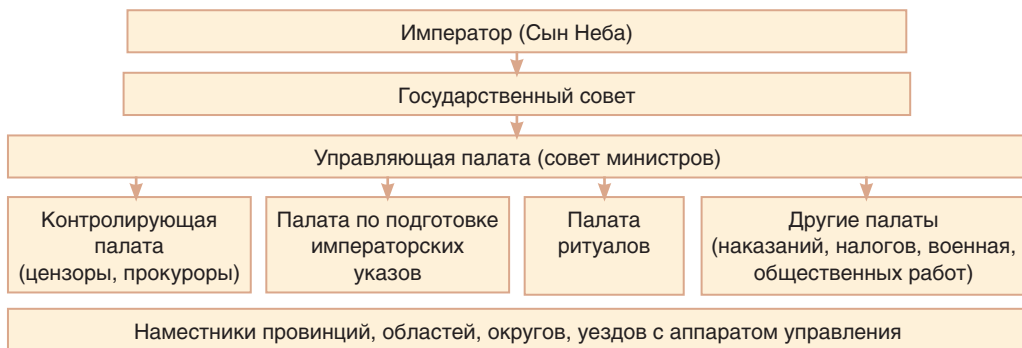 Император (Сын Неба)
Государственный совет
Управляющая палата (совет министров)
Контролирующая
палата
(цензоры, прокуроры)
Палата по подготовке
императорских
указов
Палата
ритуалов
Другие палаты
(наказаний, налогов, военная,
общественных работ)
Наместники провинций, областей, округов, уездов с аппаратом управления